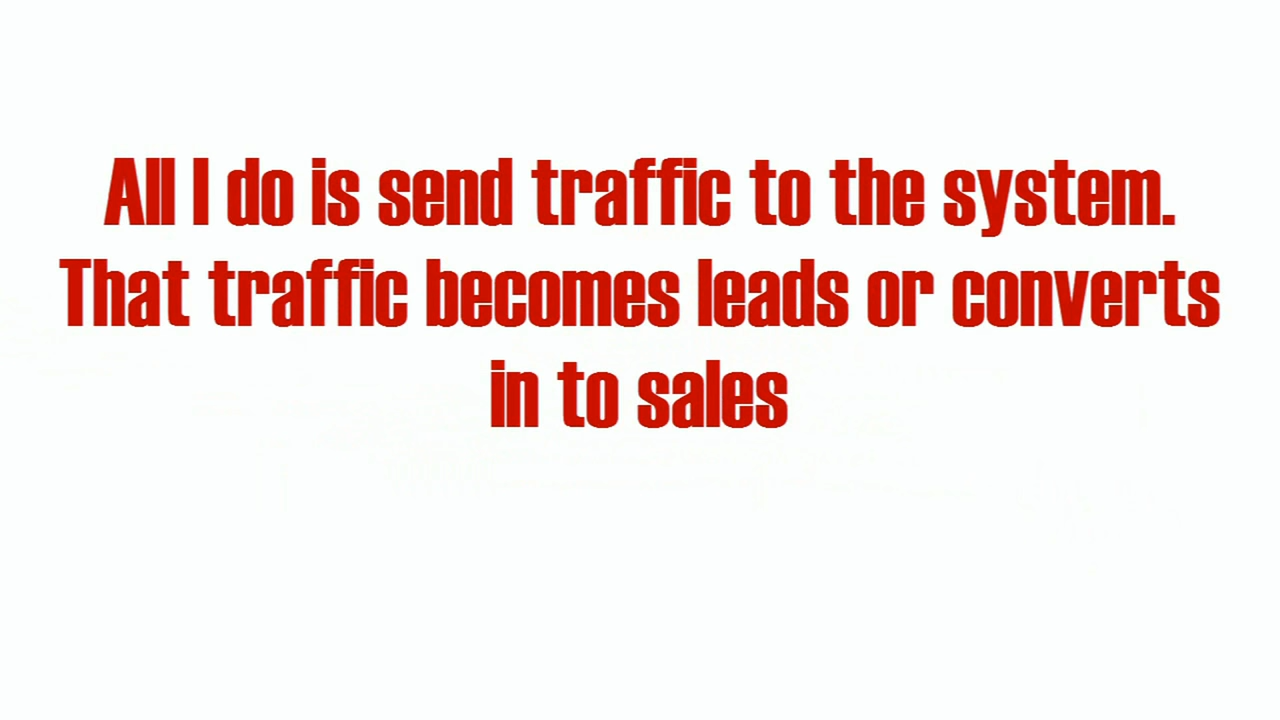 All I do is send traffic to the system.
That traffic becomes leads or converts
in to sales